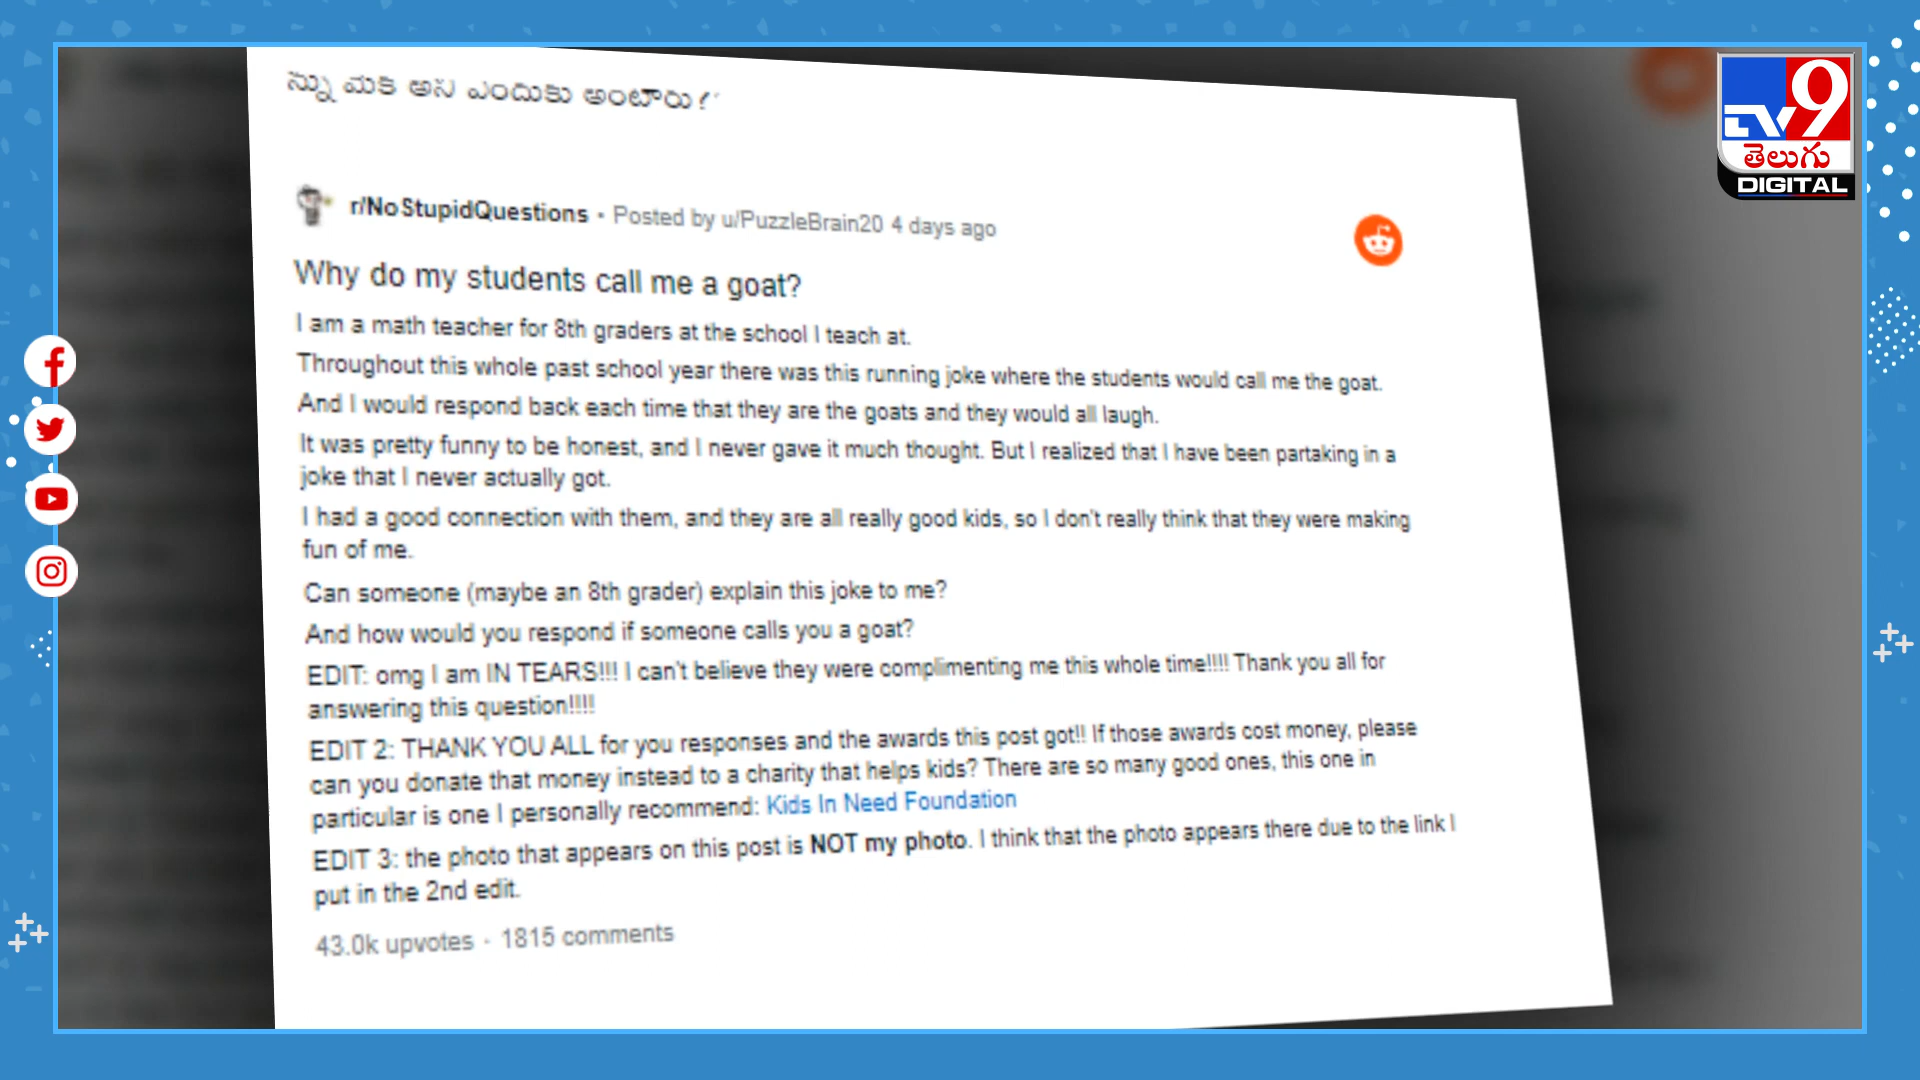 అని ఎందుకు అంటారు!
TV9
తెలుగు
DIGITAL
r/NoStupidQuestions • Posted by u/PuzzleBrain20 4 days ago
Why do my students call me a goat?
I am a math teacher for 8th graders at the school I teach at.
Throughout this whole past school year there was this running joke where the students would call me the goat.
And I would respond back each time that they are the goats and they would all laugh.
It was pretty funny to be honest, and I never gave it much thought. But I realized that I have been partaking in a
joke that I never actually got.
I had a good connection with them, and they are all really good kids, so I don't really think that they were making
fun of me.
Can someone (maybe an 8th grader) explain this joke to me?
And how would you respond if someone calls you a goat?
EDIT: omg I am IN TEARS!!! I can't believe they were complimenting me this whole time!!!! Thank you all for
answering this question!!!!
EDIT 2: THANK YOU ALL for you responses and the awards this post got!! If those awards cost money, please
can you donate that money instead to a charity that helps kids? There are so many good ones, this one in
particular is one I personally recommend: Kids In Need Foundation
EDIT 3: the photo that appears on this post is NOT my photo. I think that the photo appears there due to the link I
put in the 2nd edit.
43.0k upvotes · 1815 comments